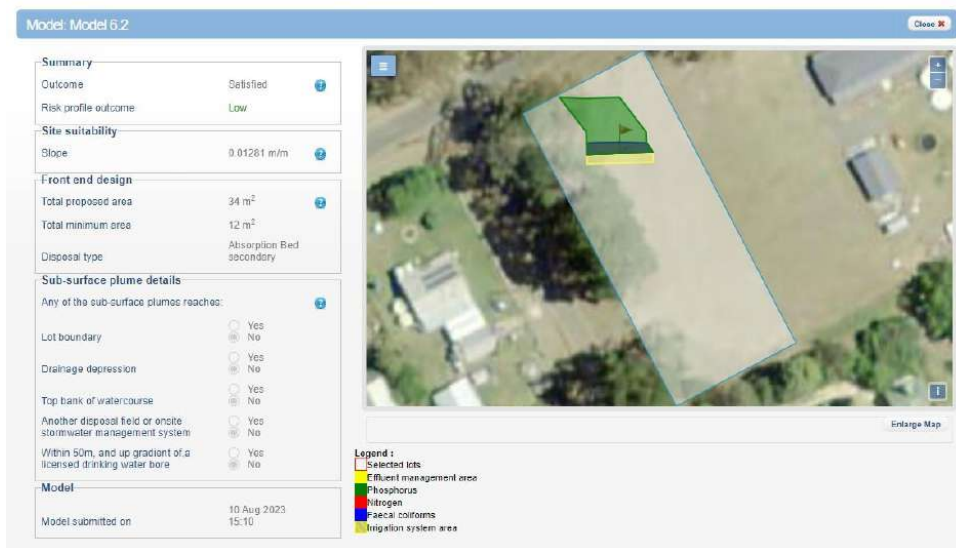 Model: Model 6.2
Close ✖
Summary
Outcome Satisfied ?
Risk profile outcome Low
Site suitability
Slope 0.01281 m/m ?
Front end design
Total proposed area 34 m² ?
Total minimum area 12 m²
Disposal type Absorption Bed
secondary
Sub-surface plume details
Any of the sub-surface plumes reaches: ?
Lot boundary Yes
No
Drainage depression Yes
No
Top bank of watercourse Yes
No
Another disposal field or onsite
stormwater management system Yes
No
Within 50m, and up gradient of a
licensed drinking water bore Yes
No
Model
Model submitted on 10 Aug 2023
15:10
+
−
i
Enlarge Map
Legend :
Selected lots
Effluent management area
Phosphorus
Nitrogen
Faecal coliforms
Irrigation system area